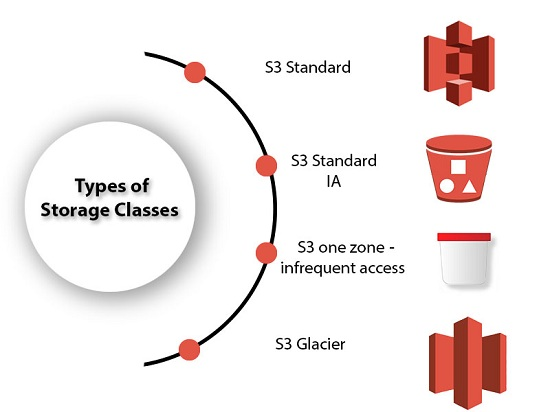 Types of
Storage Classes
S3 Standard
S3 Standard
IA
S3 one zone -
infrequent access
S3 Glacier